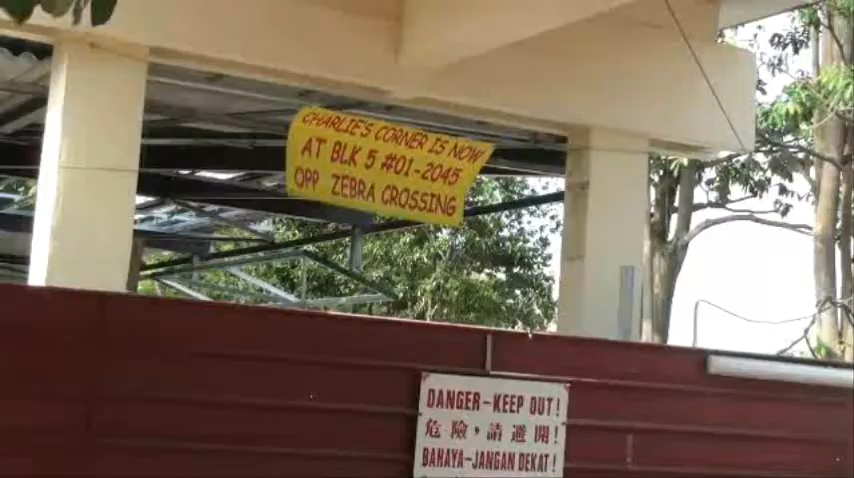 CHARLIE'S CORNER IS NOW
AT BLK 5 #01-2045
OPP ZEBRA CROSSING
DANGER-KEEP OUT!
危險，請避開!
BAHAYA-JANGAN DEKAT!